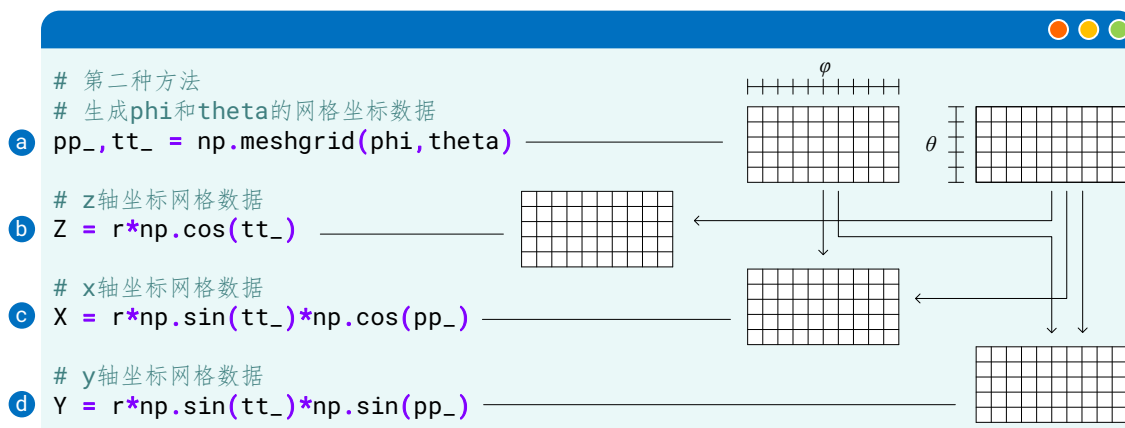 # 第二种方法
# 生成phi和theta的网格坐标数据
a pp_,tt_ = np.meshgrid(phi,theta)
φ
θ
# z轴坐标网格数据
b Z = r*np.cos(tt_)
# x轴坐标网格数据
c X = r*np.sin(tt_)*np.cos(pp_)
# y轴坐标网格数据
d Y = r*np.sin(tt_)*np.sin(pp_)